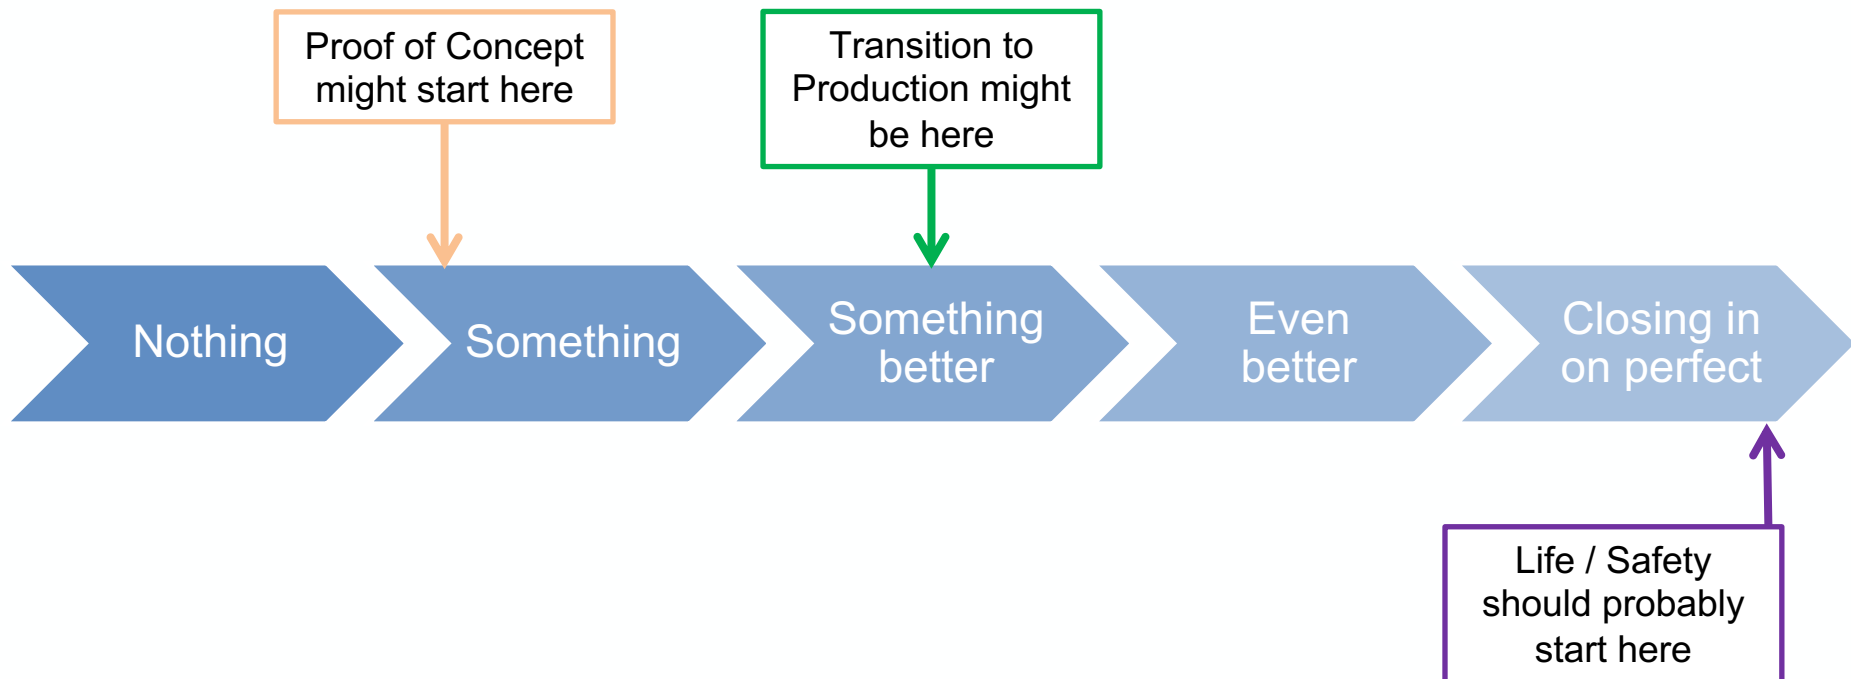 Proof of Concept
might start here
Transition to
Production might
be here
Nothing
Something
Something
better
Even
better
Closing in
on perfect
Life / Safety
should probably
start here